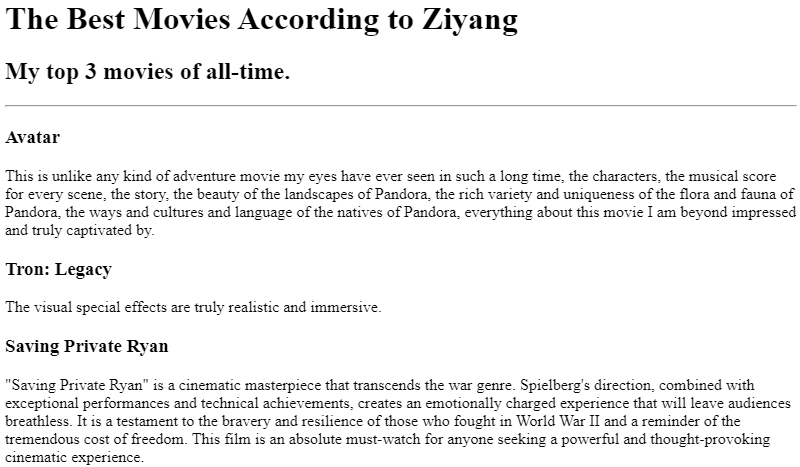 The Best Movies According to Ziyang
My top 3 movies of all-time.
Avatar
This is unlike any kind of adventure movie my eyes have ever seen in such a long time, the characters, the musical score
for every scene, the story, the beauty of the landscapes of Pandora, the rich variety and uniqueness of the flora and fauna of
Pandora, the ways and cultures and language of the natives of Pandora, everything about this movie I am beyond impressed
and truly captivated by.
Tron: Legacy
The visual special effects are truly realistic and immersive.
Saving Private Ryan
"Saving Private Ryan" is a cinematic masterpiece that transcends the war genre. Spielberg's direction, combined with
exceptional performances and technical achievements, creates an emotionally charged experience that will leave audiences
breathless. It is a testament to the bravery and resilience of those who fought in World War II and a reminder of the
tremendous cost of freedom. This film is an absolute must-watch for anyone seeking a powerful and thought-provoking
cinematic experience.